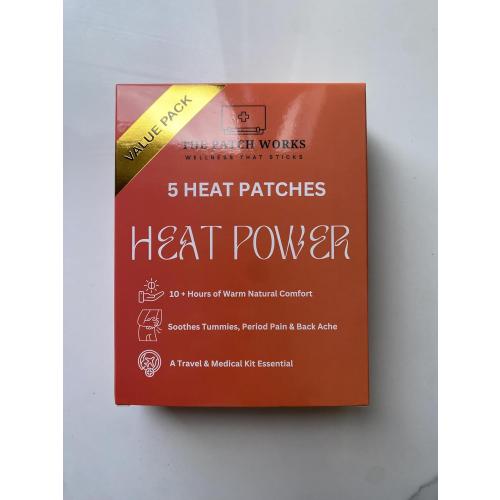 VALUE PACK
THE PATCH WORKS
WELLNESS THAT STICKS
5 HEAT PATCHES
HEAT POWER
10 + Hours of Warm Natural Comfort
Soothes Tummies, Period Pain & Back Ache
A Travel & Medical Kit Essential